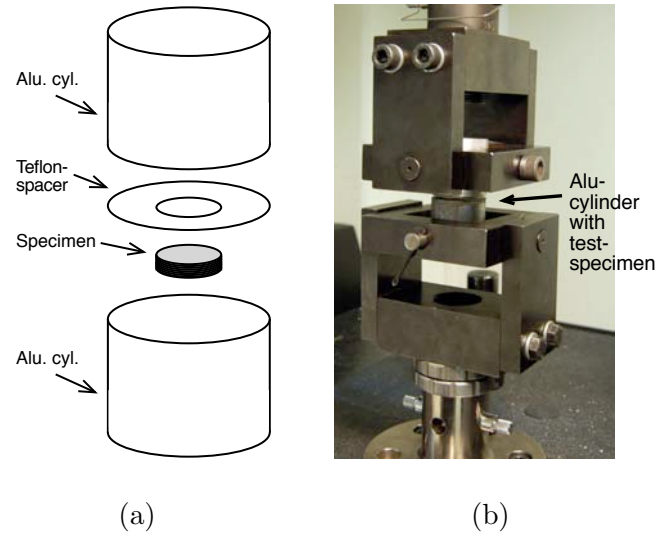 Alu. cyl.
Teflon-
spacer
Specimen
Alu. cyl.
Alu-
cylinder
with
test-
specimen
(a)
(b)